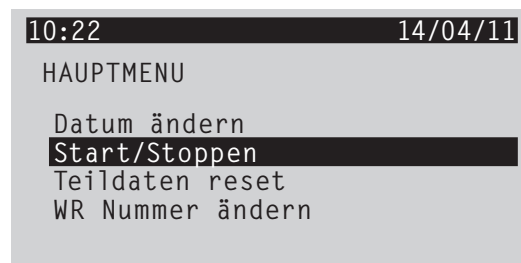 10:22 14/04/11
HAUPTMENU
Datum ändern
Start/Stoppen
Teildaten reset
WR Nummer ändern